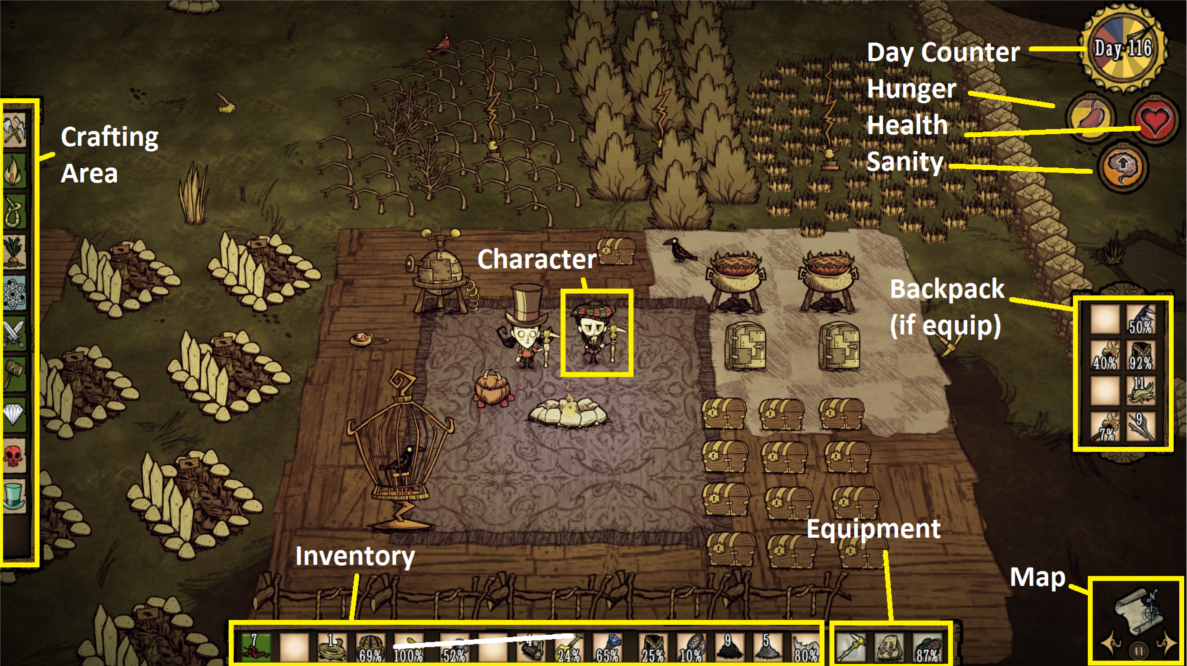 Day 116
Day Counter
Hunger
Health
Sanity
Crafting
Area
Character
Backpack
(if equip)
50%
40%
92%
11
7%
9
Equipment
Inventory
Map
7
1
69%
100%
52%
4
24%
65%
25%
10%
9
5
80%
87%